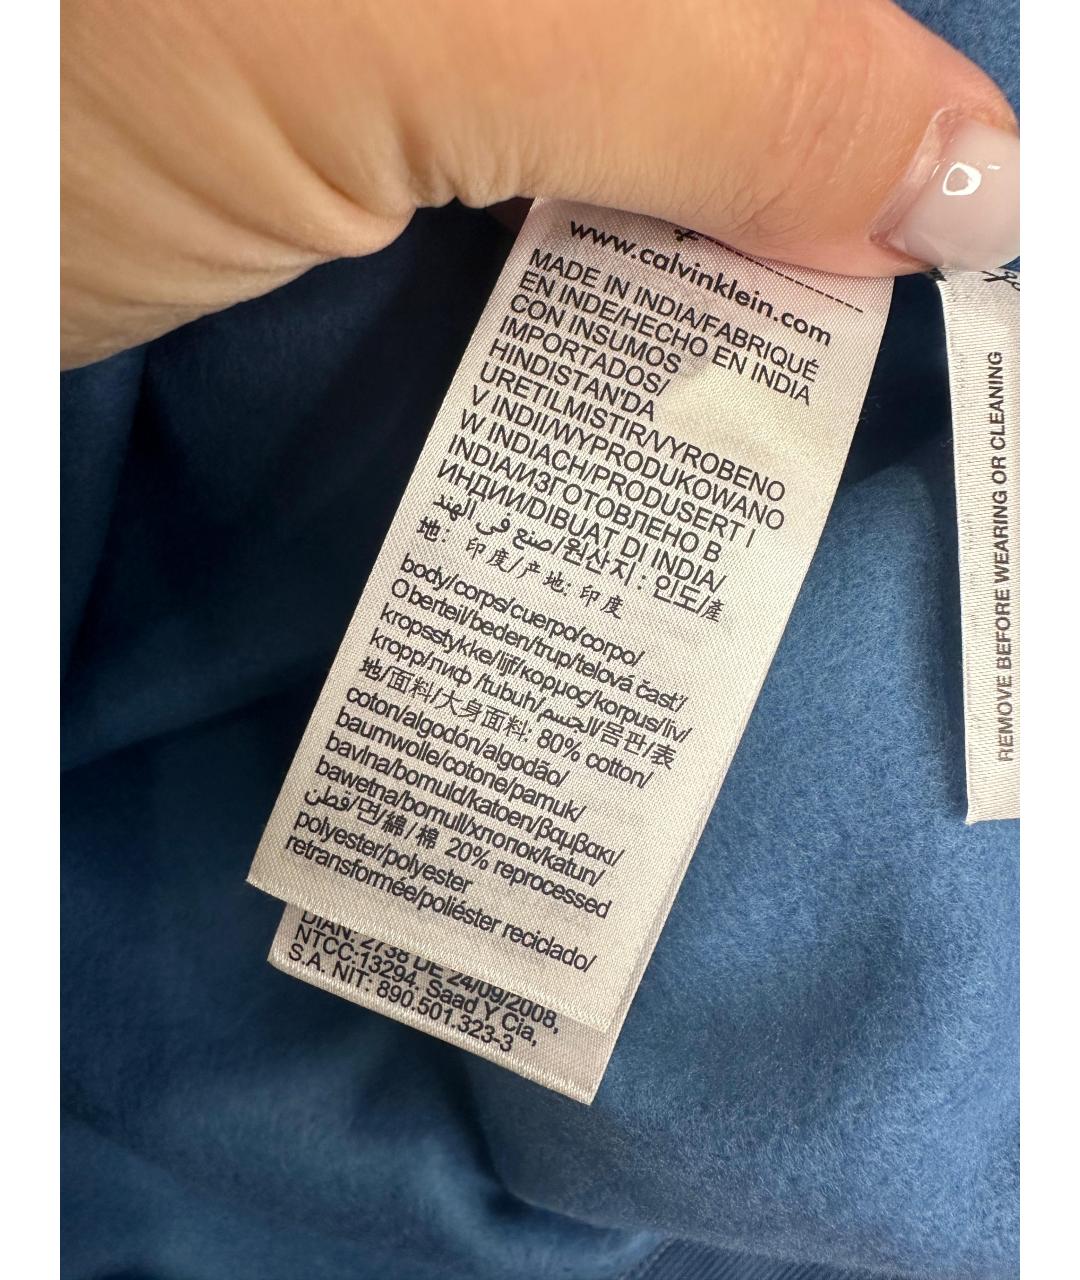 www.calvinklein.com
MADE IN INDIA/FABRIQUÉ
EN INDE/HECHO EN INDIA
CON INSUMOS
IMPORTADOS/
HINDISTAN'DA
URETILMISTIR/VYROBENO
V INDII/WYPRODUKOWANO
W INDIACH/PRODUSERT I
INDIA/ИЗГОТОВЛЕНО В
ИНДИИ/DIBUAT DI INDIA/
صنع في الهند/원산지 : 인도/產
地: 印度/产地: 印度
body/corps/cuerpo/corpo/
Oberteil/beden/trup/telová čast/
kropsstykke/lijf/κορμος/korpus/liv/
kropp/лиф /tubuh/الجسم/몸판/表
地/面料/大身面料: 80% cotton/
coton/algodón/algodão/
baumwolle/cotone/pamuk/
bavlna/bomuld/katoen/βαμβακι/
bawełna/bomull/хлопок/katun/
قطن/면/綿/棉 20% reprocessed
polyester/polyester
retransformée/poliéster reciclado/
DIAN: 2738 DE 24/09/2008,
NTCC:13294, Saad Y Cia,
S.A. NIT: 890.501.323-3
REMOVE BEFORE WEARING OR CLEANING